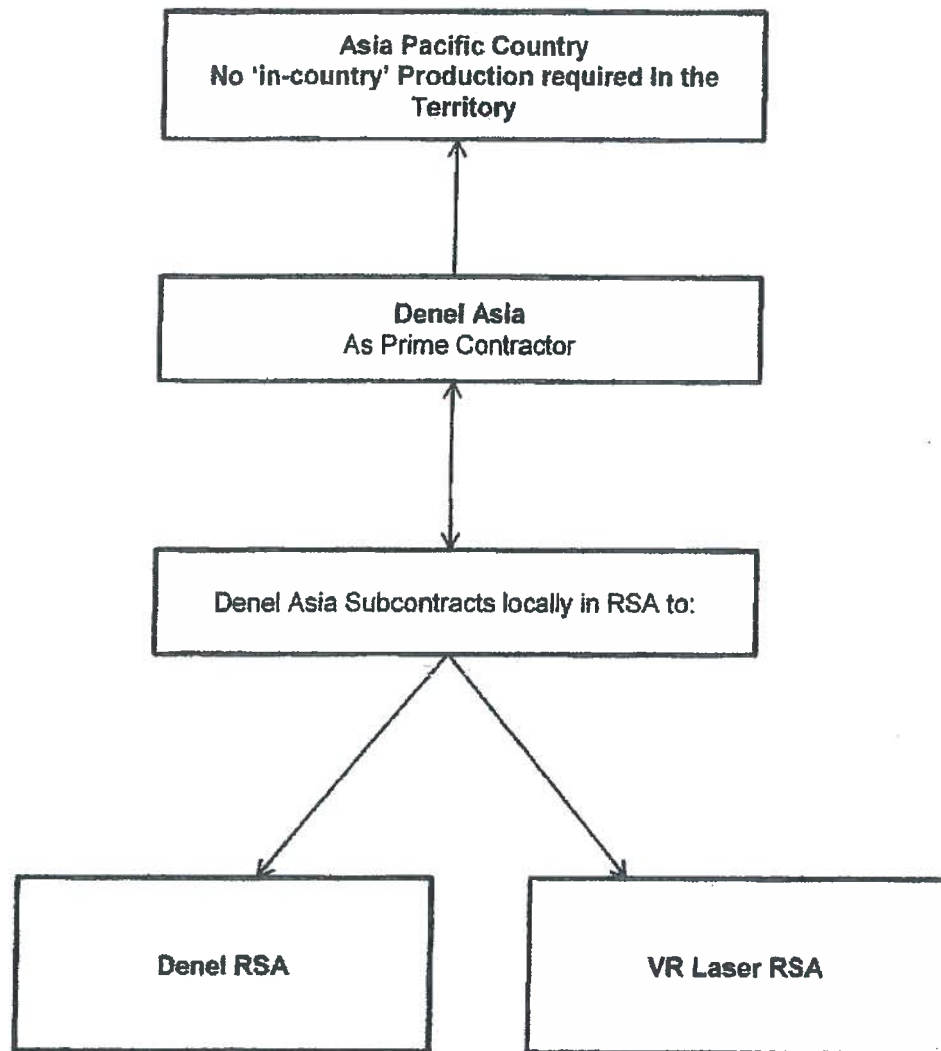 Asia Pacific Country
No 'in-country' Production required in the
Territory
Denel Asia
As Prime Contractor
Denel Asia Subcontracts locally in RSA to:
Denel RSA
VR Laser RSA